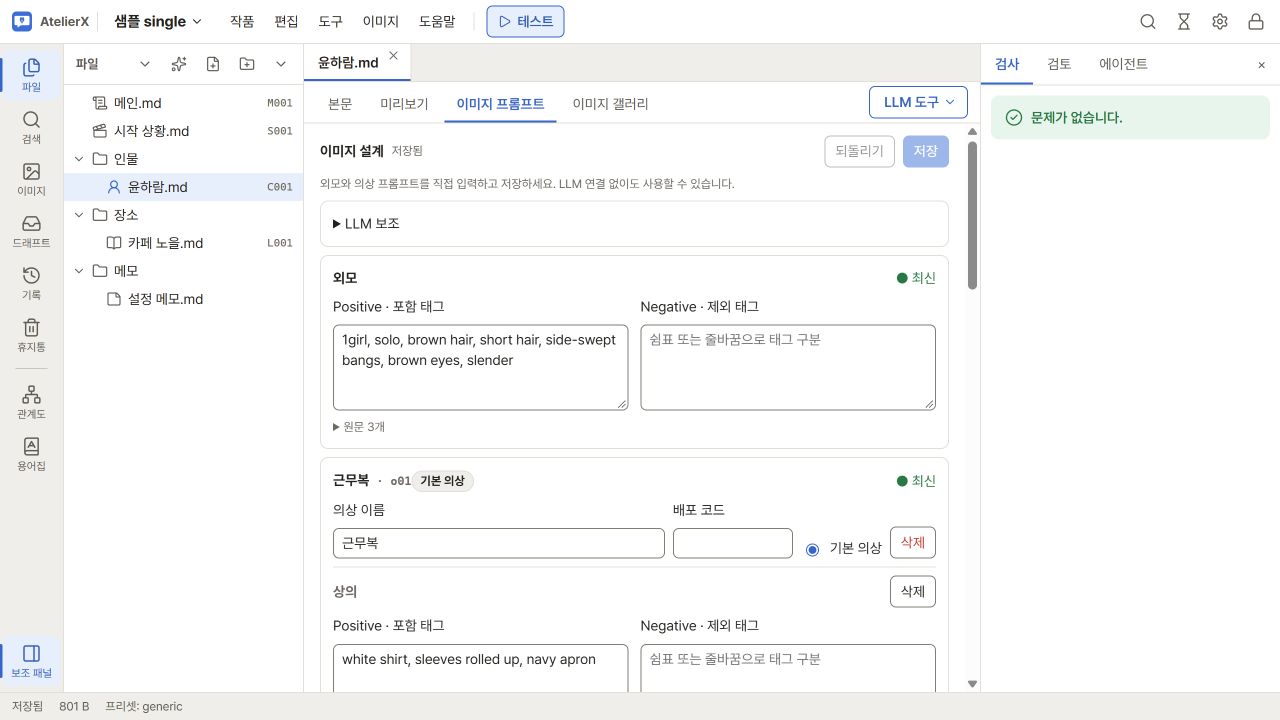 AtelierX
샘플 single
작품 편집 도구 이미지 도움말
테스트
파일
검색
이미지
드래프트
기록
휴지통
관계도
용어집
보조 패널
파일
메인.md M001
시작 상황.md S001
인물
윤하람.md C001
장소
카페 노을.md L001
메모
설정 메모.md
윤하람.md
본문 미리보기 이미지 프롬프트 이미지 갤러리
LLM 도구
이미지 설계 저장됨
되돌리기 저장
외모와 의상 프롬프트를 직접 입력하고 저장하세요. LLM 연결 없이도 사용할 수 있습니다.
LLM 보조
외모 최신
Positive · 포함 태그 Negative · 제외 태그
1girl, solo, brown hair, short hair, side-swept
bangs, brown eyes, slender
쉼표 또는 줄바꿈으로 태그 구분
원문 3개
근무복 · o01 기본 의상 최신
의상 이름 배포 코드
근무복 기본 의상 삭제
상의 삭제
Positive · 포함 태그 Negative · 제외 태그
white shirt, sleeves rolled up, navy apron
쉼표 또는 줄바꿈으로 태그 구분
검사 검토 에이전트 ×
문제가 없습니다.
저장됨 801 B 프리셋: generic